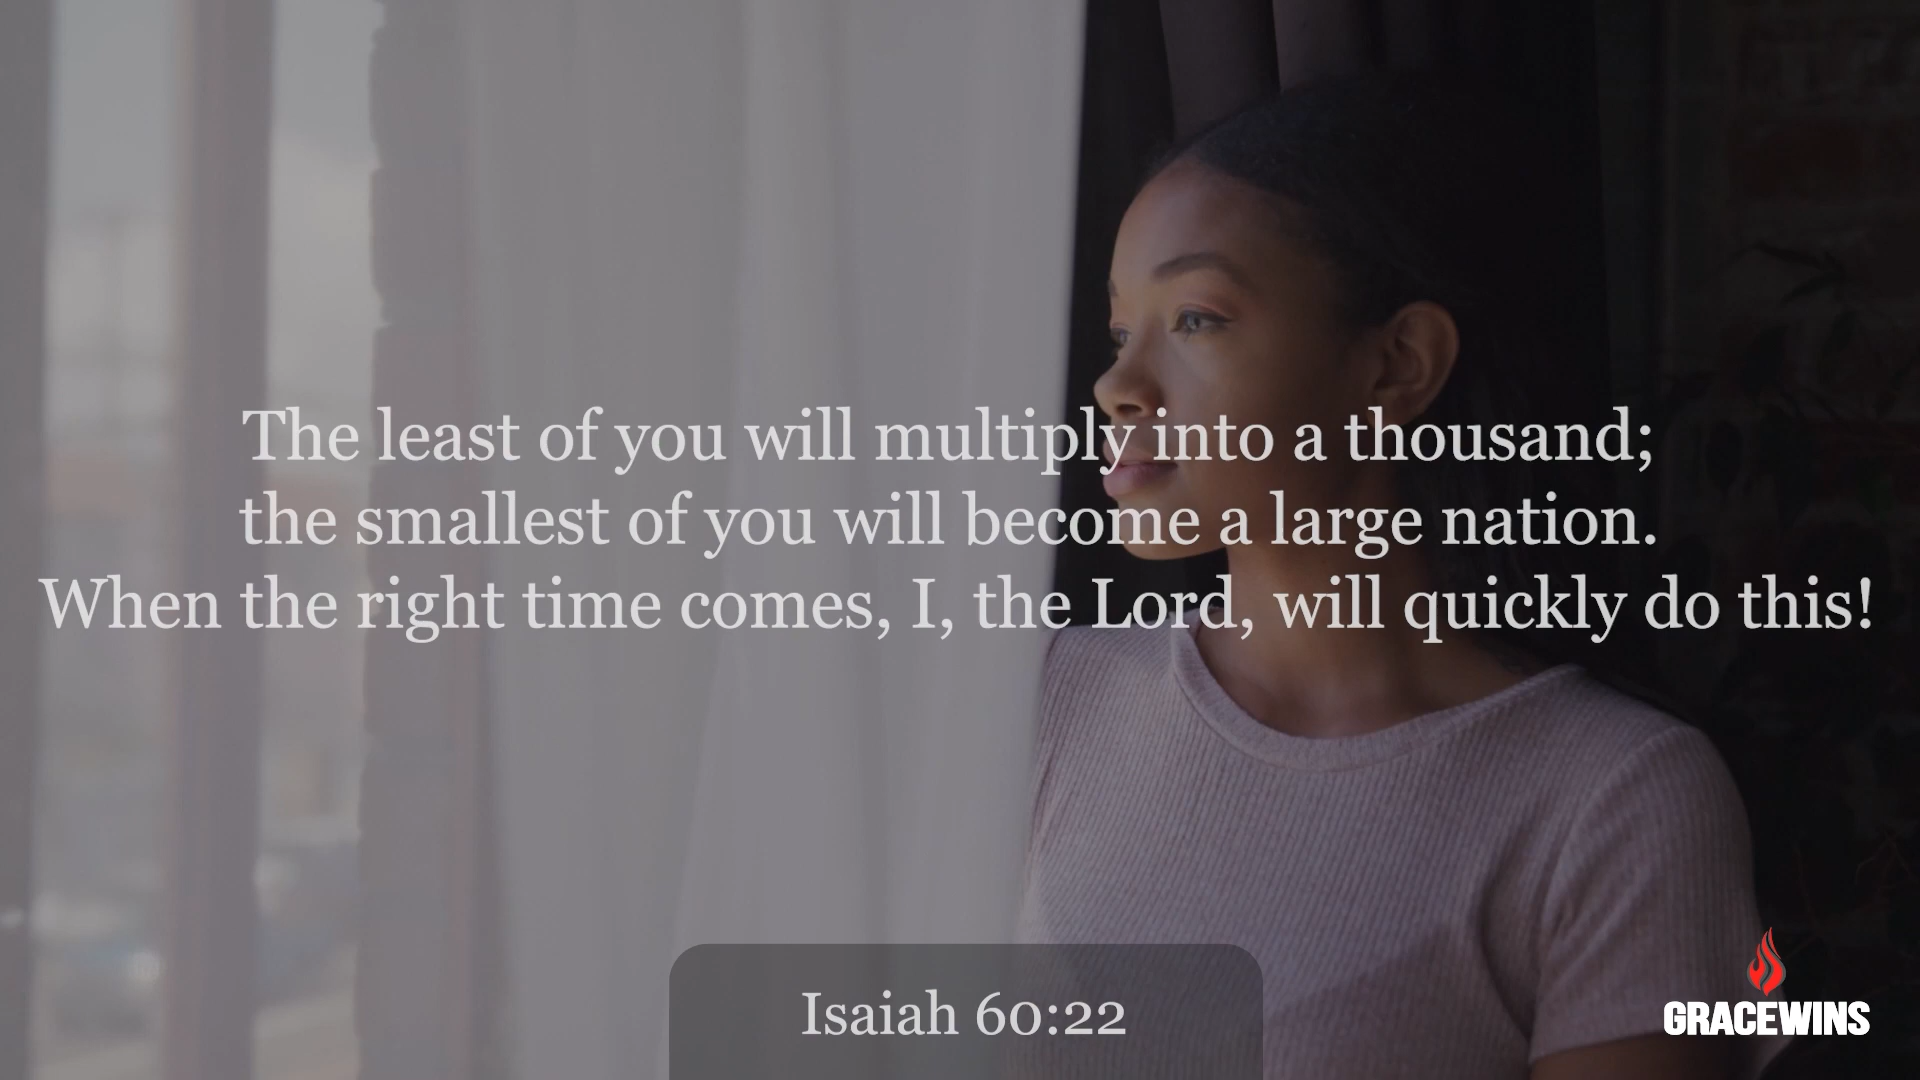 The least of you will multiply into a thousand;
the smallest of you will become a large nation.
When the right time comes, I, the Lord, will quickly do this!
Isaiah 60:22
GRACEWINS